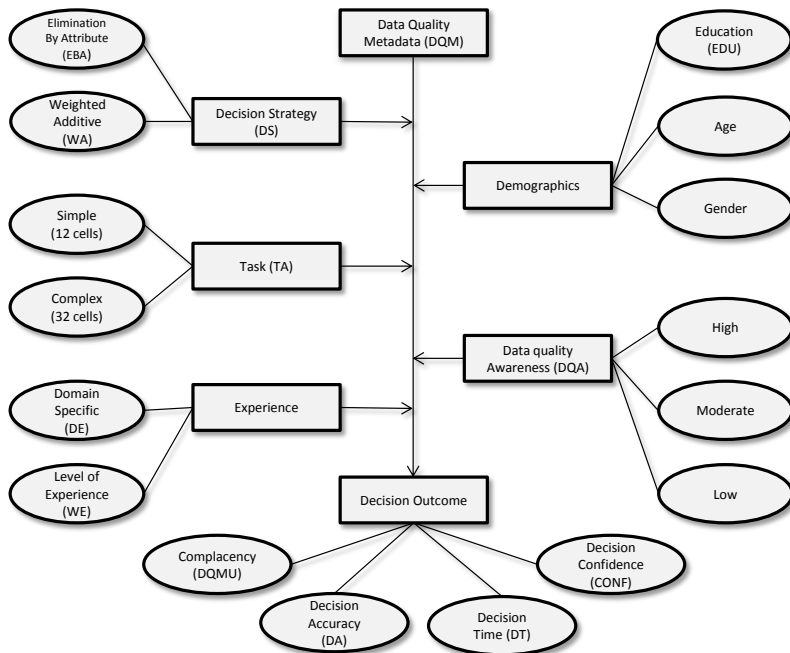 Elimination
By Attribute
(EBA)
Data Quality
Metadata (DQM)
Education
(EDU)
Weighted
Additive
(WA)
Decision Strategy
(DS)
Age
Demographics
Gender
Simple
(12 cells)
Task (TA)
Complex
(32 cells)
High
Data quality
Awareness (DQA)
Domain
Specific
(DE)
Experience
Moderate
Level of
Experience
(WE)
Decision Outcome
Low
Complacency
(DQMU)
Decision
Confidence
(CONF)
Decision
Accuracy
(DA)
Decision
Time (DT)